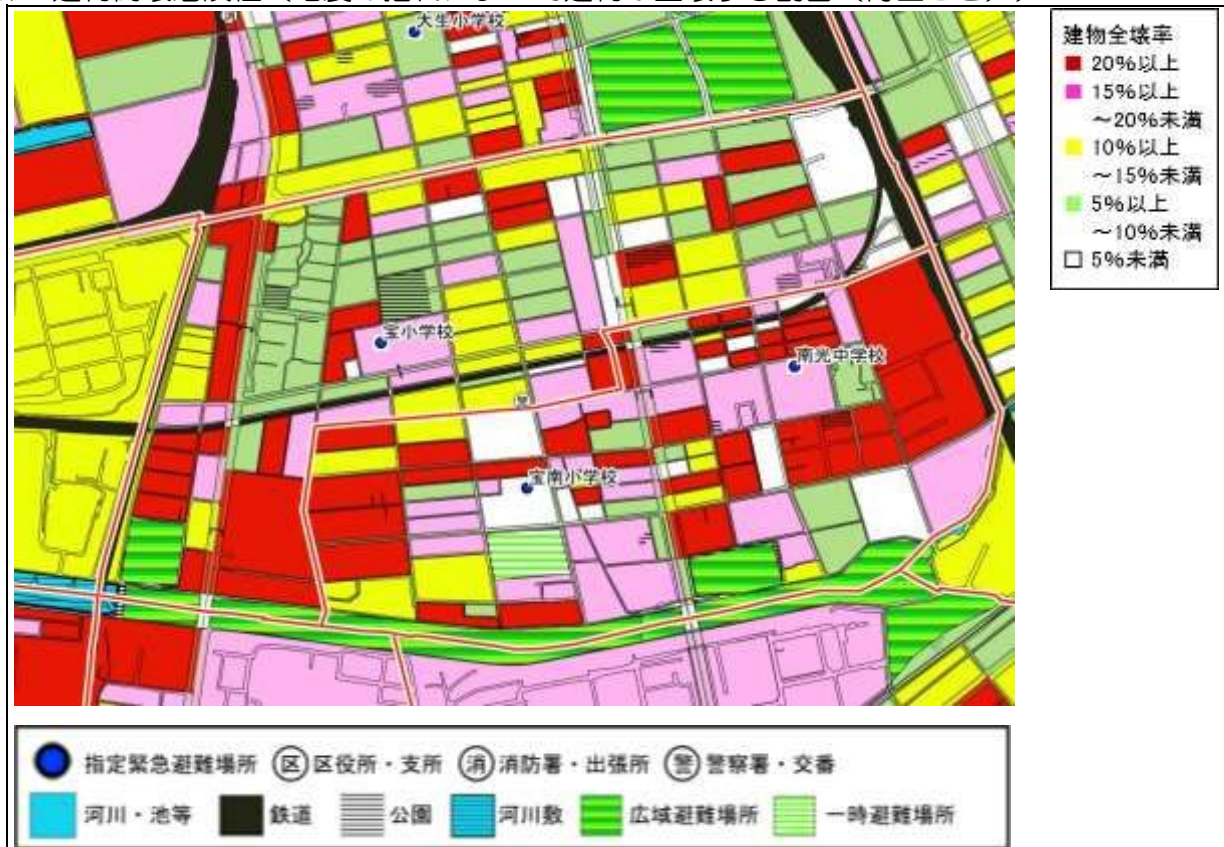 大生小学校
宝小学校
南光中学校
宝南小学校
建物全壊率
20%以上
15%以上
～20%未満
10%以上
～15%未満
5%以上
～10%未満
5%未満
指定緊急避難場所 区 区役所・支所 消 消防署・出張所 警 警察署・交番
河川・池等 鉄道 公園 河川敷 広域避難場所 一時避難場所